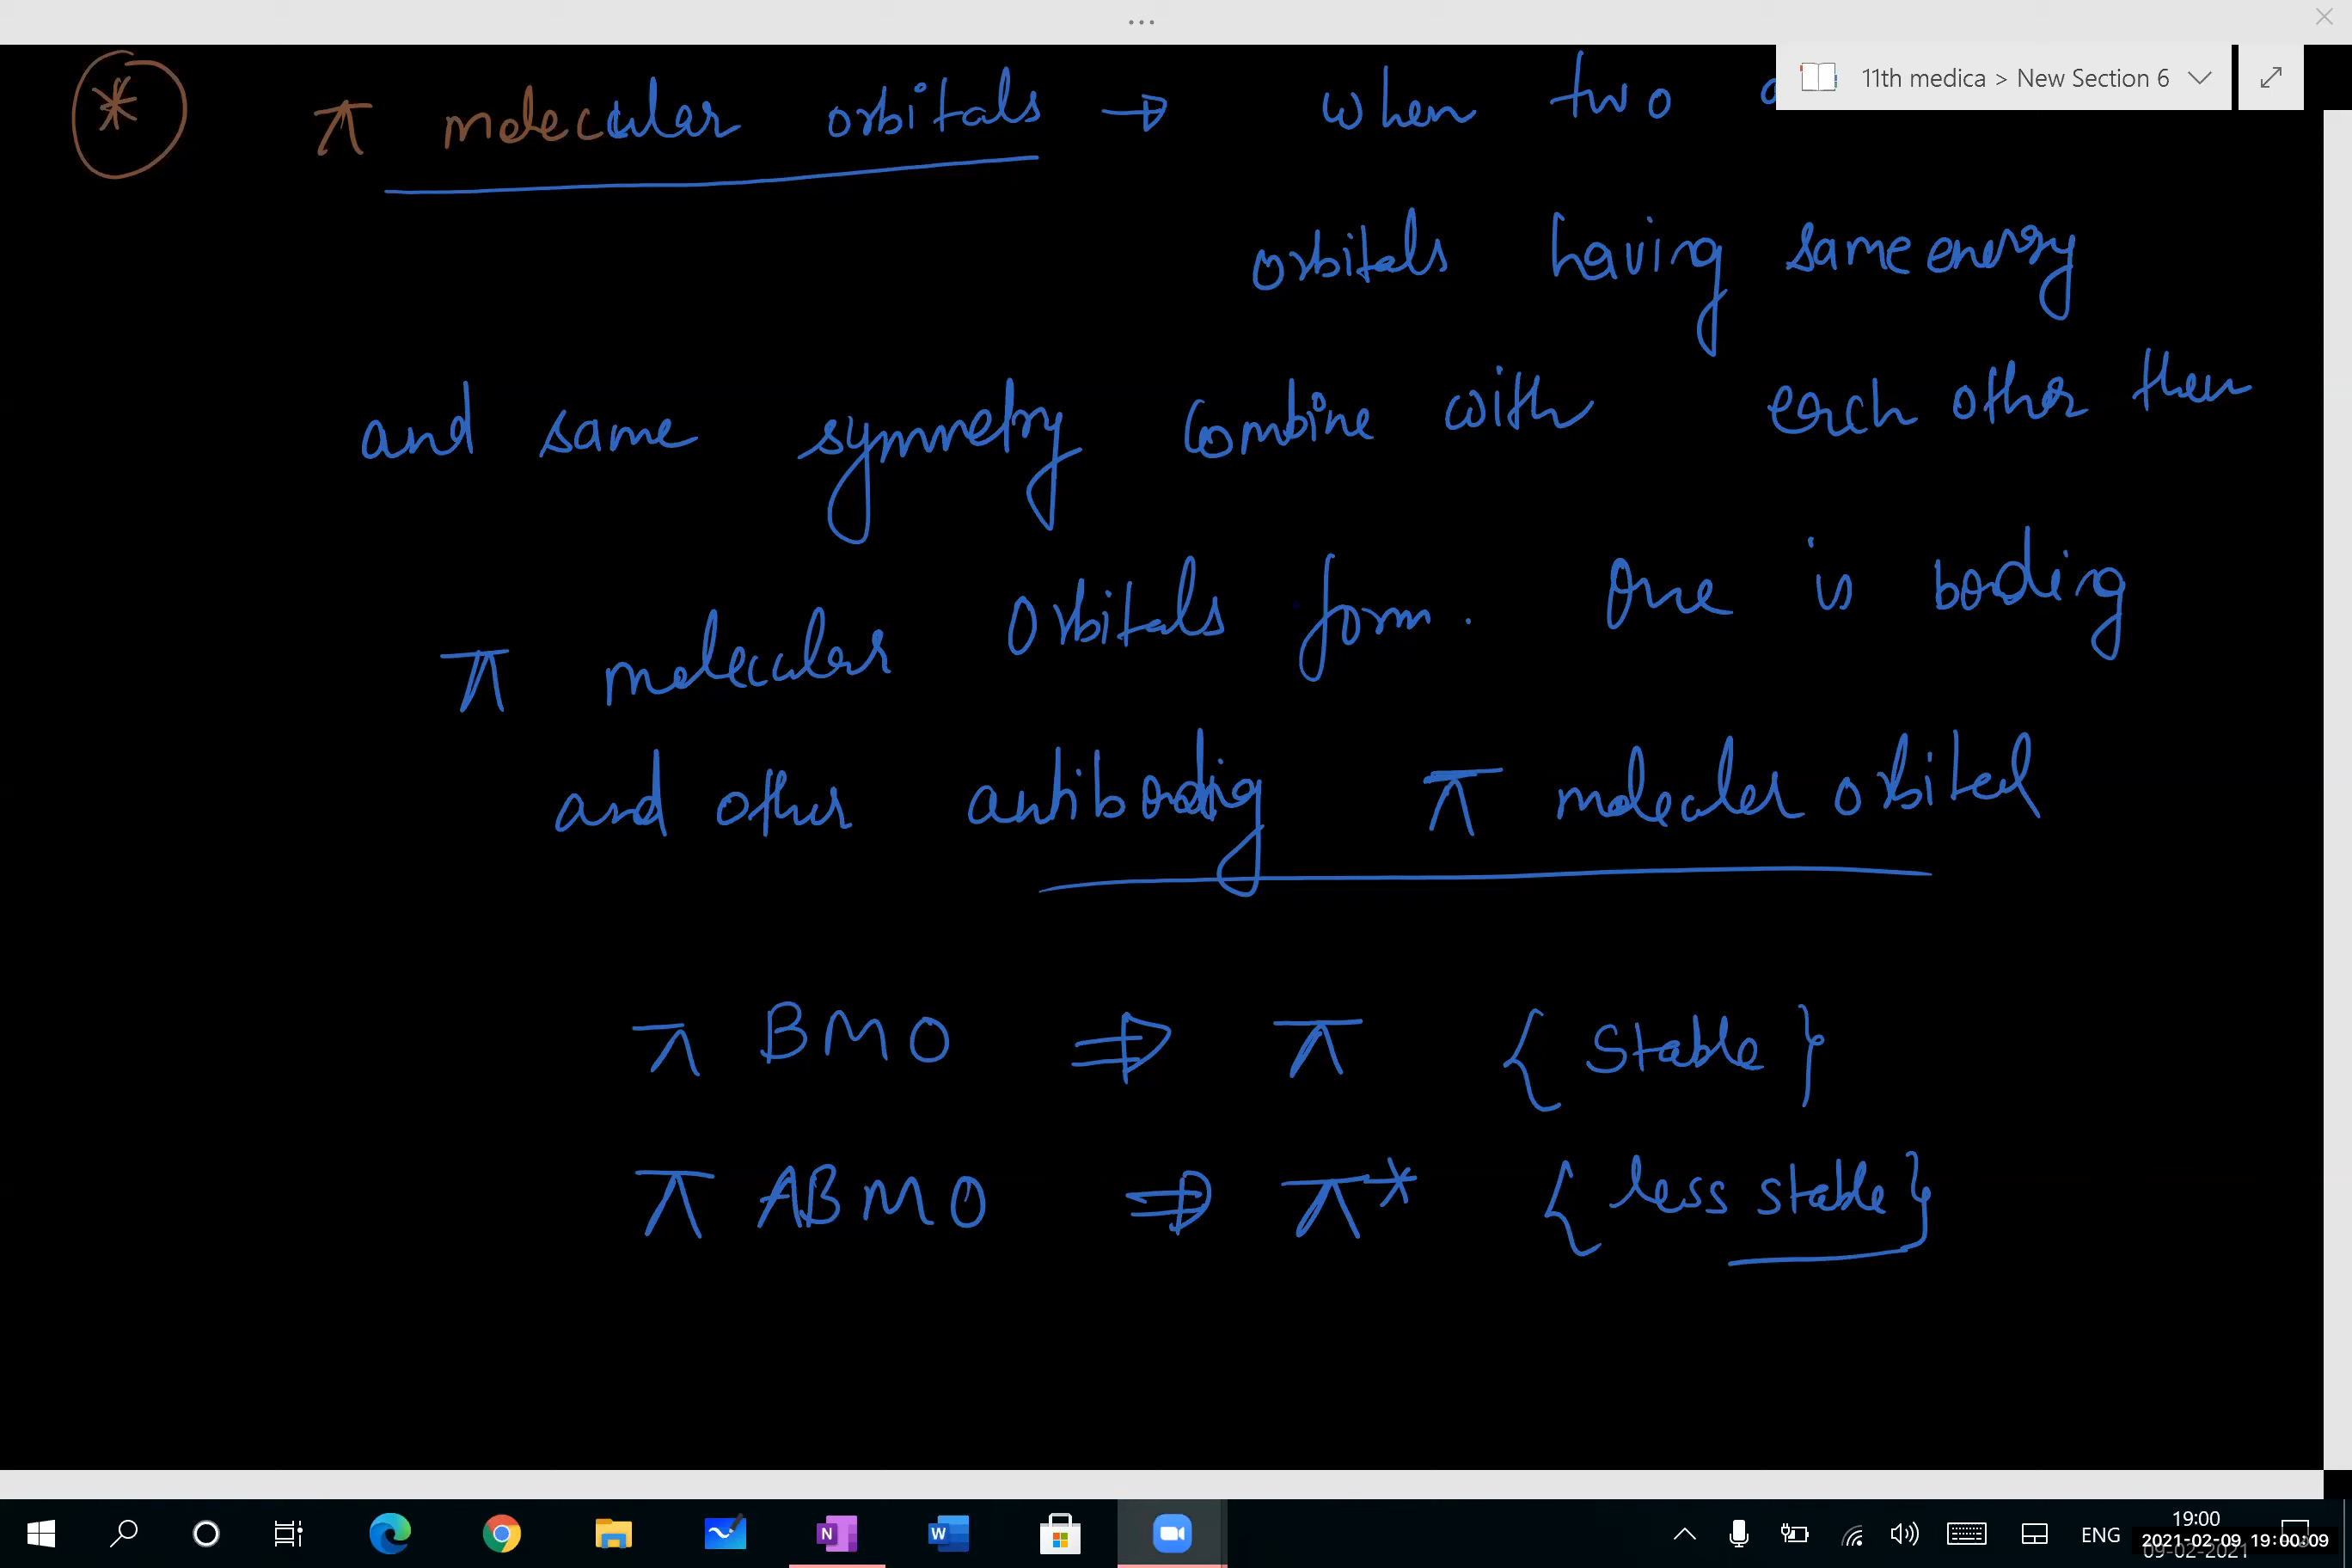 ...
11th medica > New Section 6
* π molecular orbitals → when two
orbitals having same energy
and same symmetry combine with each other then
π molecular orbitals form. One is bonding
and other antibonding π molecular orbital
π BMO ⇒ π { Stable }
π ABMO ⇒ π* { less stable }
ENG
19:00
09-02-2021
2021-02-09 19:00:09